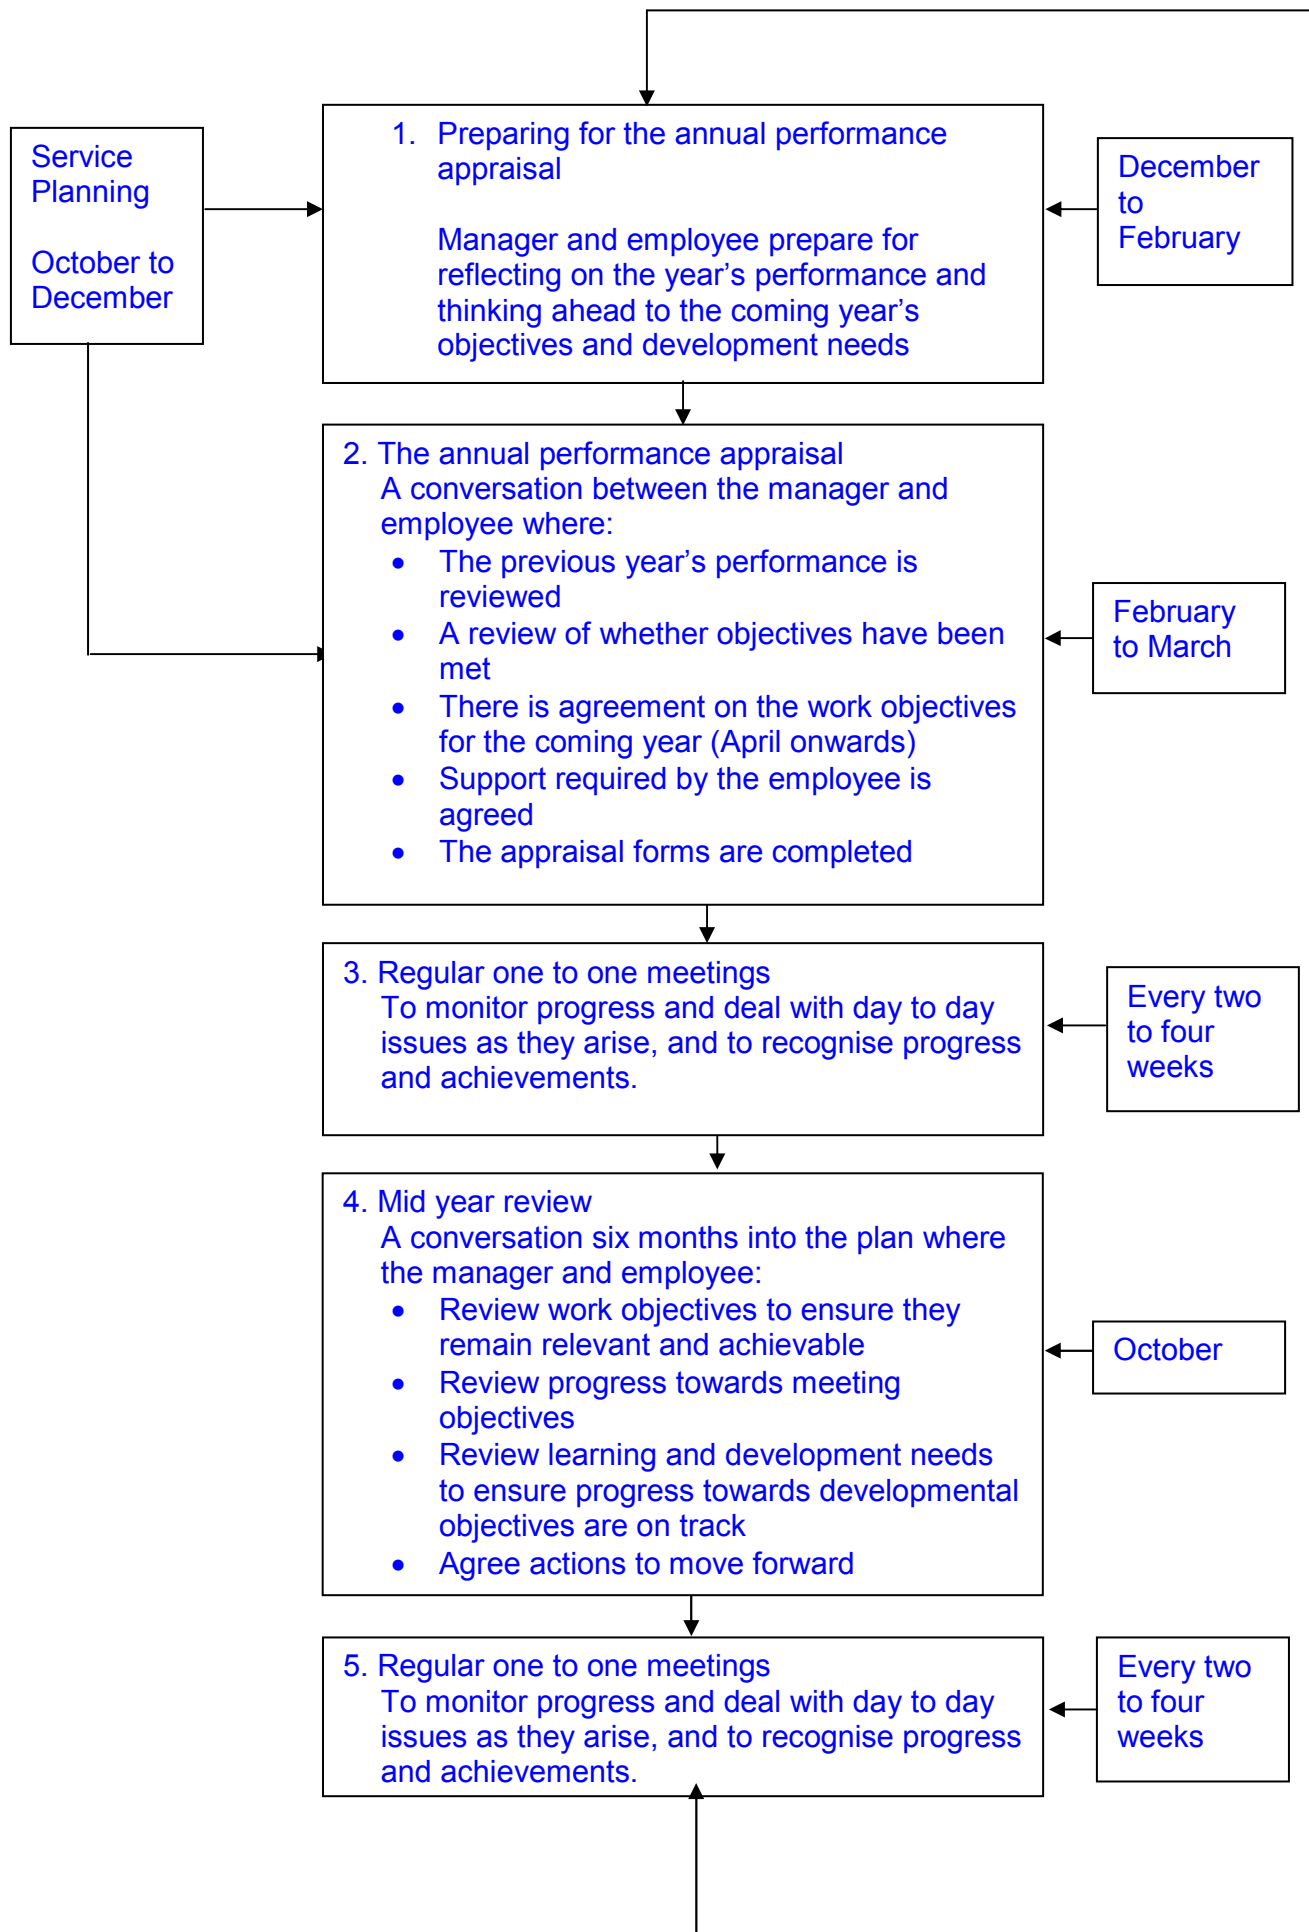 Service
Planning
October to
December
1. Preparing for the annual performance
appraisal
Manager and employee prepare for
reflecting on the year’s performance and
thinking ahead to the coming year’s
objectives and development needs
December
to
February
2. The annual performance appraisal
A conversation between the manager and
employee where:
• The previous year’s performance is
reviewed
• A review of whether objectives have been
met
• There is agreement on the work objectives
for the coming year (April onwards)
• Support required by the employee is
agreed
• The appraisal forms are completed
February
to March
3. Regular one to one meetings
To monitor progress and deal with day to day
issues as they arise, and to recognise progress
and achievements.
Every two
to four
weeks
4. Mid year review
A conversation six months into the plan where
the manager and employee:
• Review work objectives to ensure they
remain relevant and achievable
• Review progress towards meeting
objectives
• Review learning and development needs
to ensure progress towards developmental
objectives are on track
• Agree actions to move forward
October
5. Regular one to one meetings
To monitor progress and deal with day to day
issues as they arise, and to recognise progress
and achievements.
Every two
to four
weeks